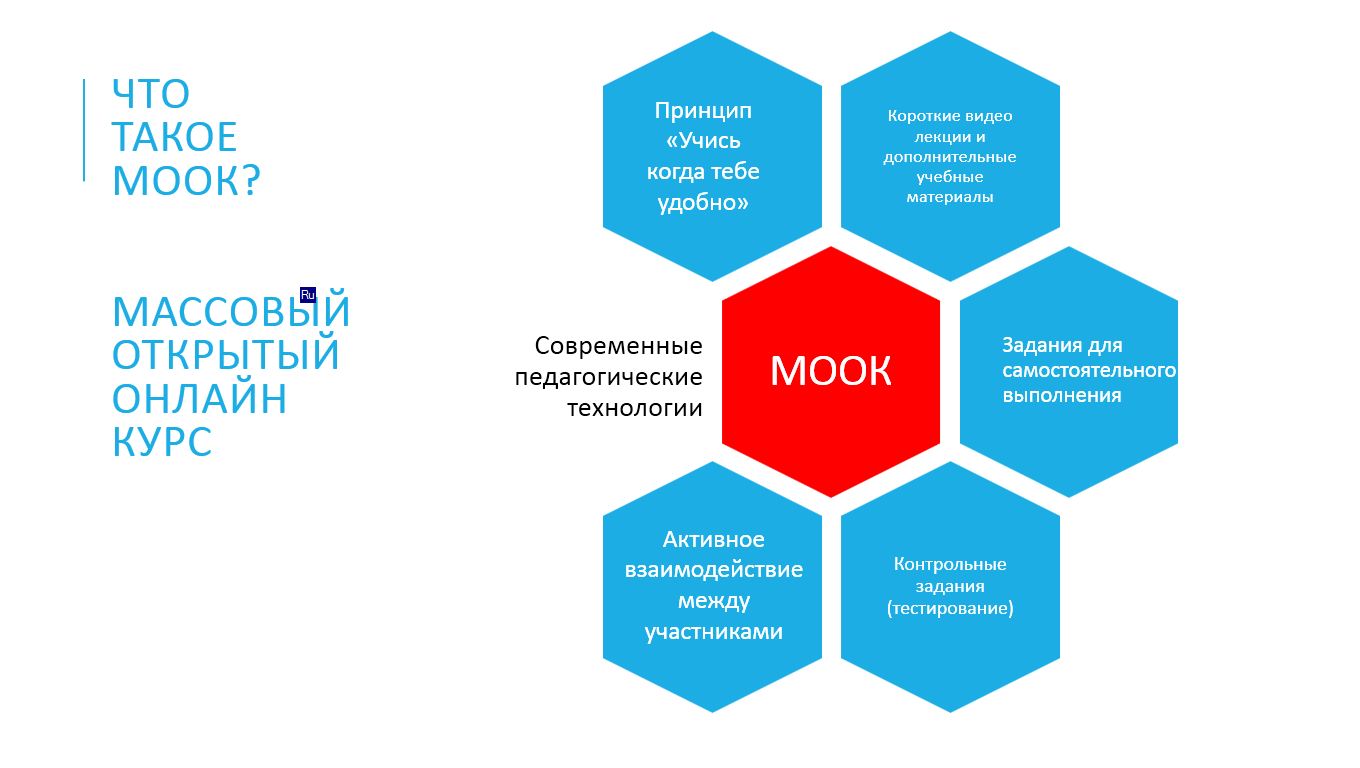 ЧТО
ТАКОЕ
МООК?
МАССОВЫЙ
ОТКРЫТЫЙ
ОНЛАЙН
КУРС
Ru
Принцип
«Учись
когда тебе
удобно»
Короткие видео
лекции и
дополнительные
учебные
материалы
Современные
педагогические
технологии
МООК
Задания для
самостоятельного
выполнения
Активное
взаимодействие
между
участниками
Контрольные
задания
(тестирование)